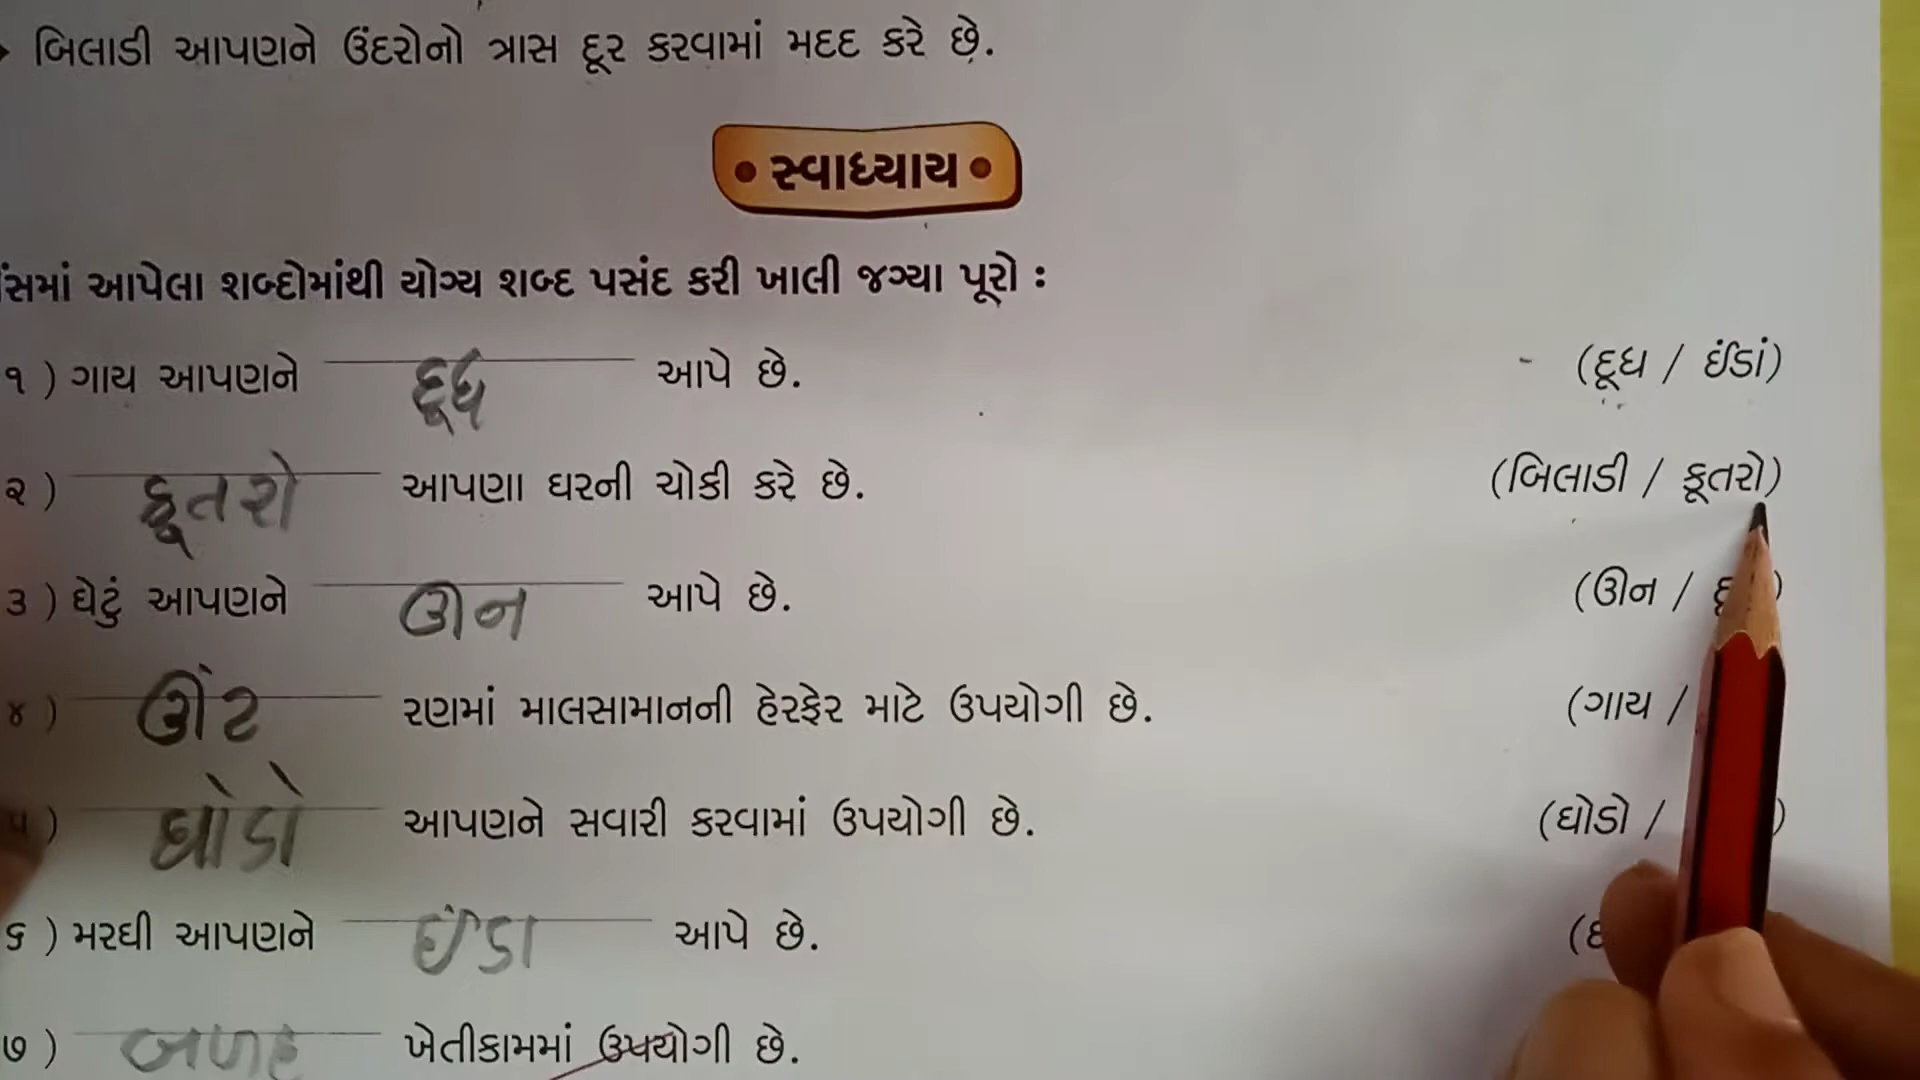 બિલાડી આપણને ઉંદરોનો ત્રાસ દૂર કરવામાં મદદ કરે છે.
• સ્વાધ્યાય •
ંસમાં આપેલા શબ્દોમાંથી યોગ્ય શબ્દ પસંદ કરી ખાલી જગ્યા પૂરો :
૧ ) ગાય આપણને દૂધ આપે છે. (દૂધ / ઈંડાં)
૨ ) કૂતરો આપણા ઘરની ચોકી કરે છે. (બિલાડી / કૂતરો)
૩ ) ઘેટું આપણને ઊન આપે છે. (ઊન /
૪ ) ઊંટ રણમાં માલસામાનની હેરફેર માટે ઉપયોગી છે. (ગાય /
૫ ) ઘોડો આપણને સવારી કરવામાં ઉપયોગી છે. (ઘોડો /
૬ ) મરઘી આપણને ઈંડા આપે છે.
૭ ) બળદ ખેતીકામમાં ઉપયોગી છે.